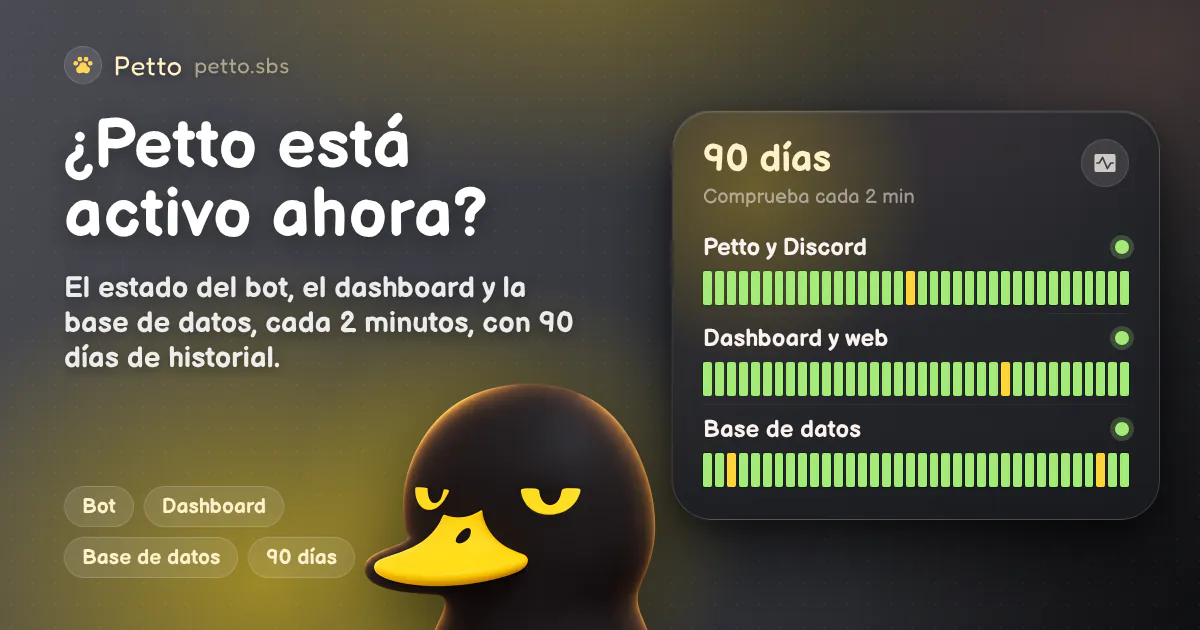 Petto petto.sbs
¿Petto está
activo ahora?
El estado del bot, el dashboard y la
base de datos, cada 2 minutos, con 90
días de historial.
Bot Dashboard
Base de datos 90 días
90 días
Comprueba cada 2 min
Petto y Discord
Dashboard y web
Base de datos